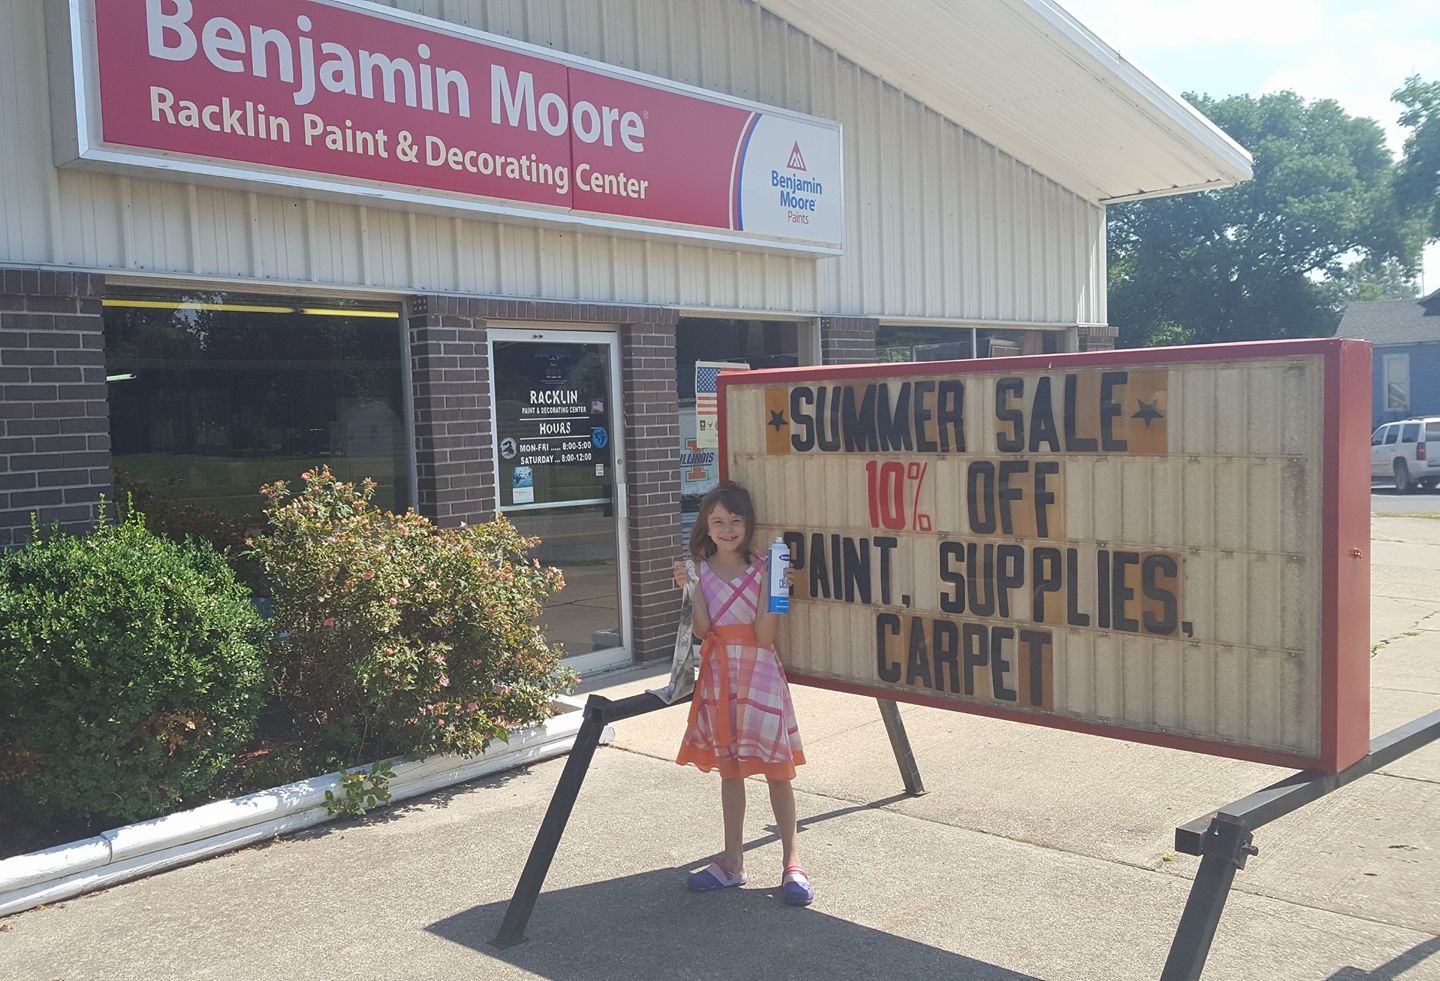 Benjamin Moore®
Racklin Paint & Decorating Center
Benjamin
Moore®
Paints
RACKLIN
PAINT & DECORATING CENTER
HOURS
MON-FRI ..... 8:00-5:00
SATURDAY ... 8:00-12:00
ILLINOIS
SUMMER SALE
10% OFF
PAINT, SUPPLIES,
CARPET